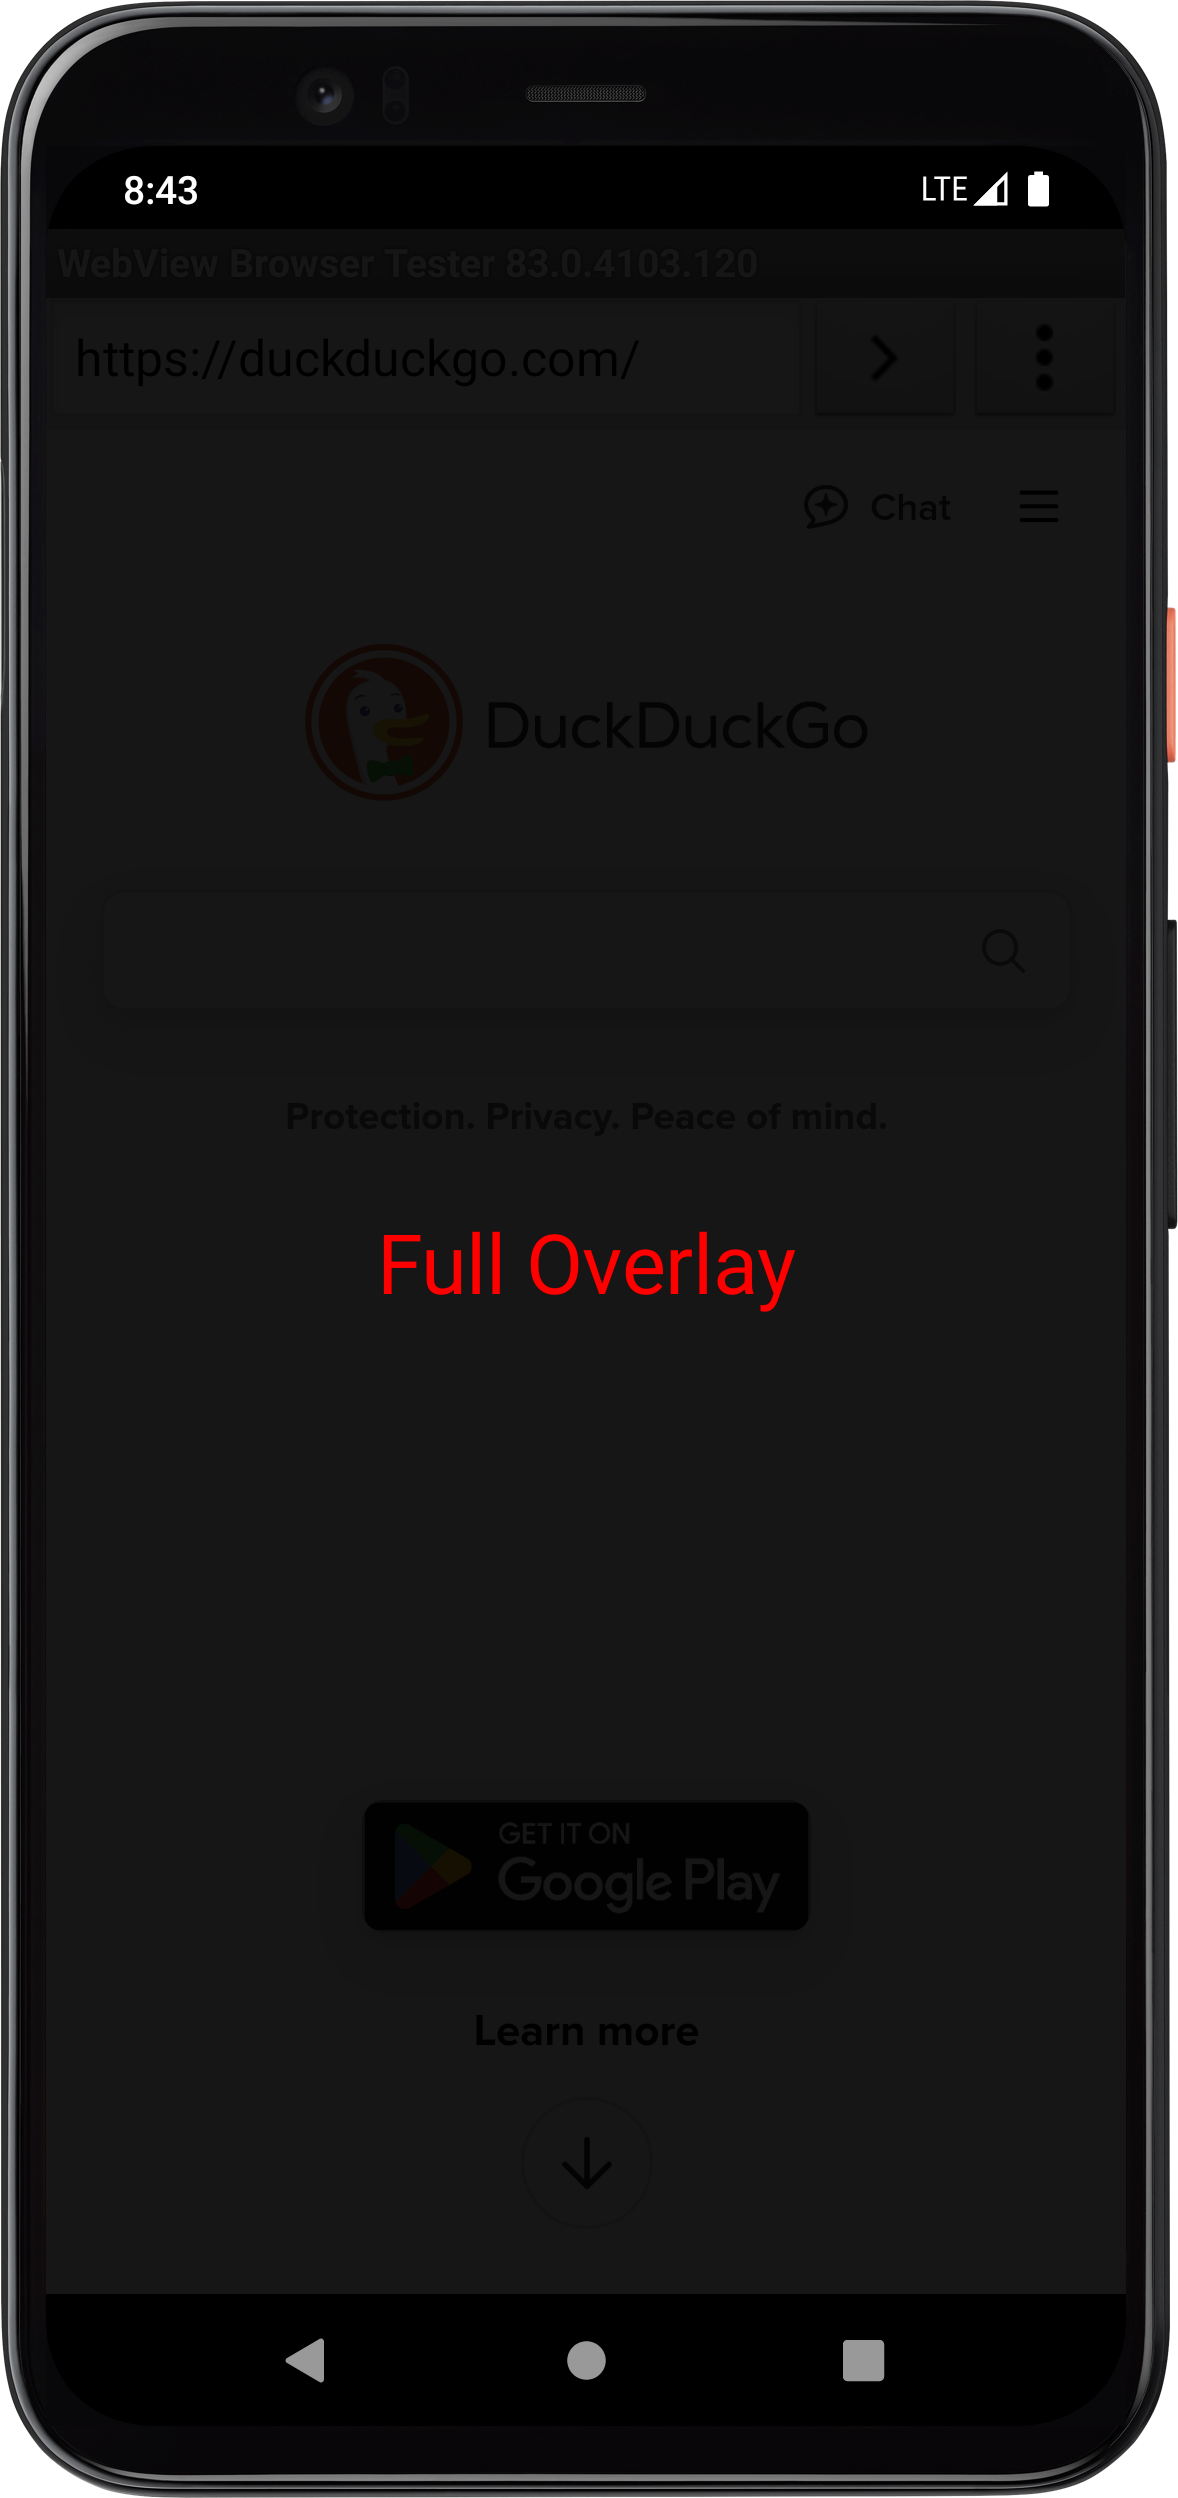 8:43 LTE
WebView Browser Tester 83.0.4103.120
https://duckduckgo.com/
Chat
DuckDuckGo
Protection. Privacy. Peace of mind.
Full Overlay
GET IT ON
Google Play
Learn more